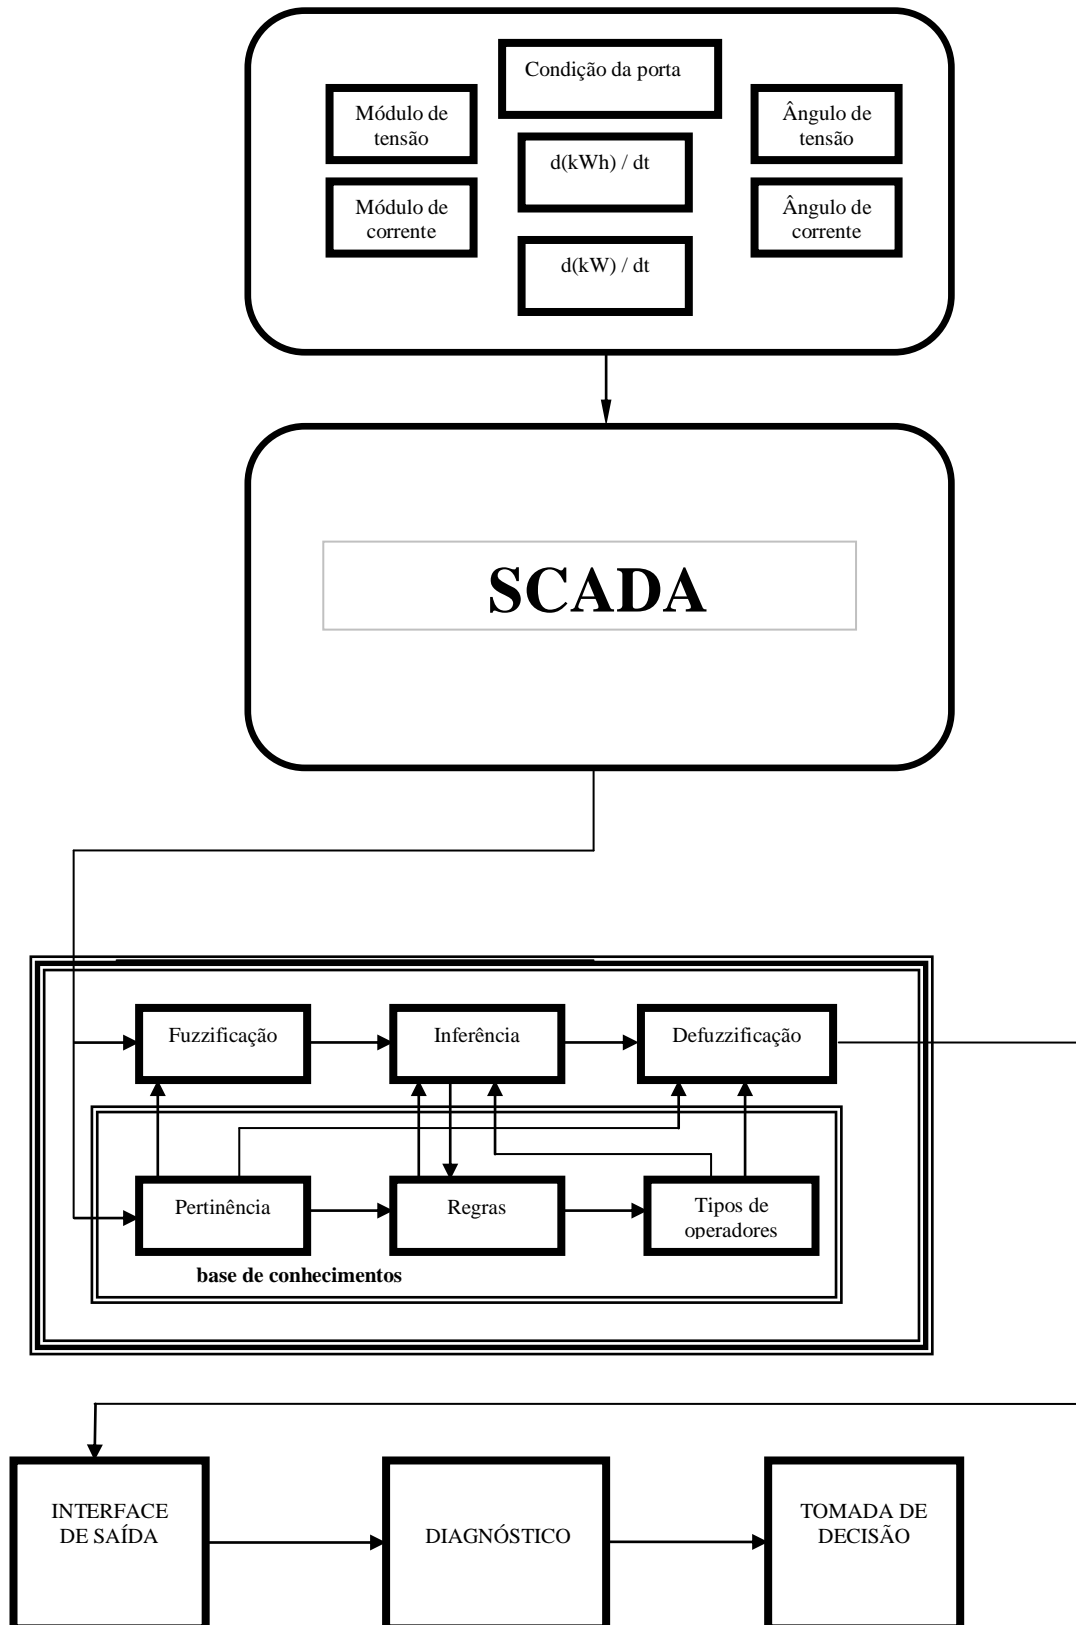 Condição da porta
Módulo de
tensão
Ângulo de
tensão
d(kWh) / dt
Módulo de
corrente
Ângulo de
corrente
d(kW) / dt
SCADA
Fuzzificação
Inferência
Defuzzificação
Pertinência
Regras
Tipos de
operadores
base de conhecimentos
INTERFACE
DE SAÍDA
DIAGNÓSTICO
TOMADA DE
DECISÃO